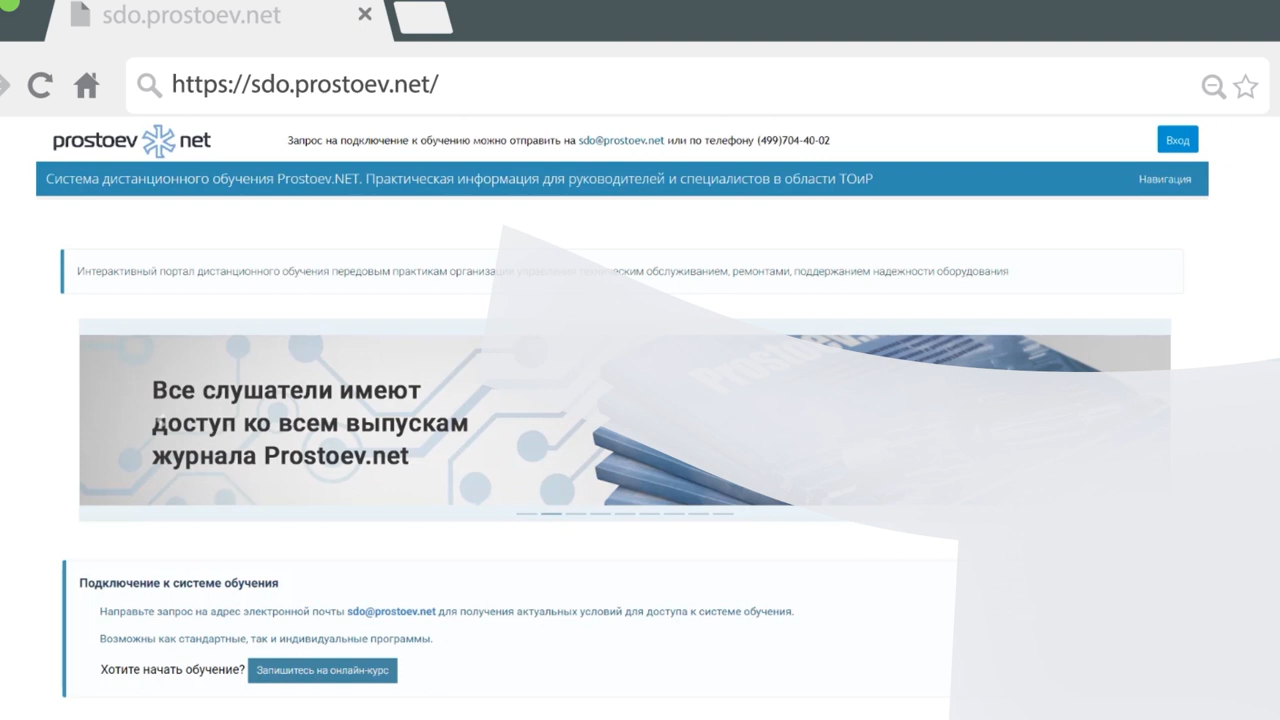 sdo.prostoev.net
https://sdo.prostoev.net/
prostoev net
Запрос на подключение к обучению можно отправить на sdo@prostoev.net или по телефону (499)704-40-02
Вход
Система дистанционного обучения Prostoev.NET. Практическая информация для руководителей и специалистов в области ТОиР
Навигация
Интерактивный портал дистанционного обучения передовым практикам организации управления техническим обслуживанием, ремонтами, поддержанием надежности оборудования
Все слушатели имеют
доступ ко всем выпускам
журнала Prostoev.net
Подключение к системе обучения
Направьте запрос на адрес электронной почты sdo@prostoev.net для получения актуальных условий для доступа к системе обучения.
Возможны как стандартные, так и индивидуальные программы.
Хотите начать обучение? Запишитесь на онлайн-курс